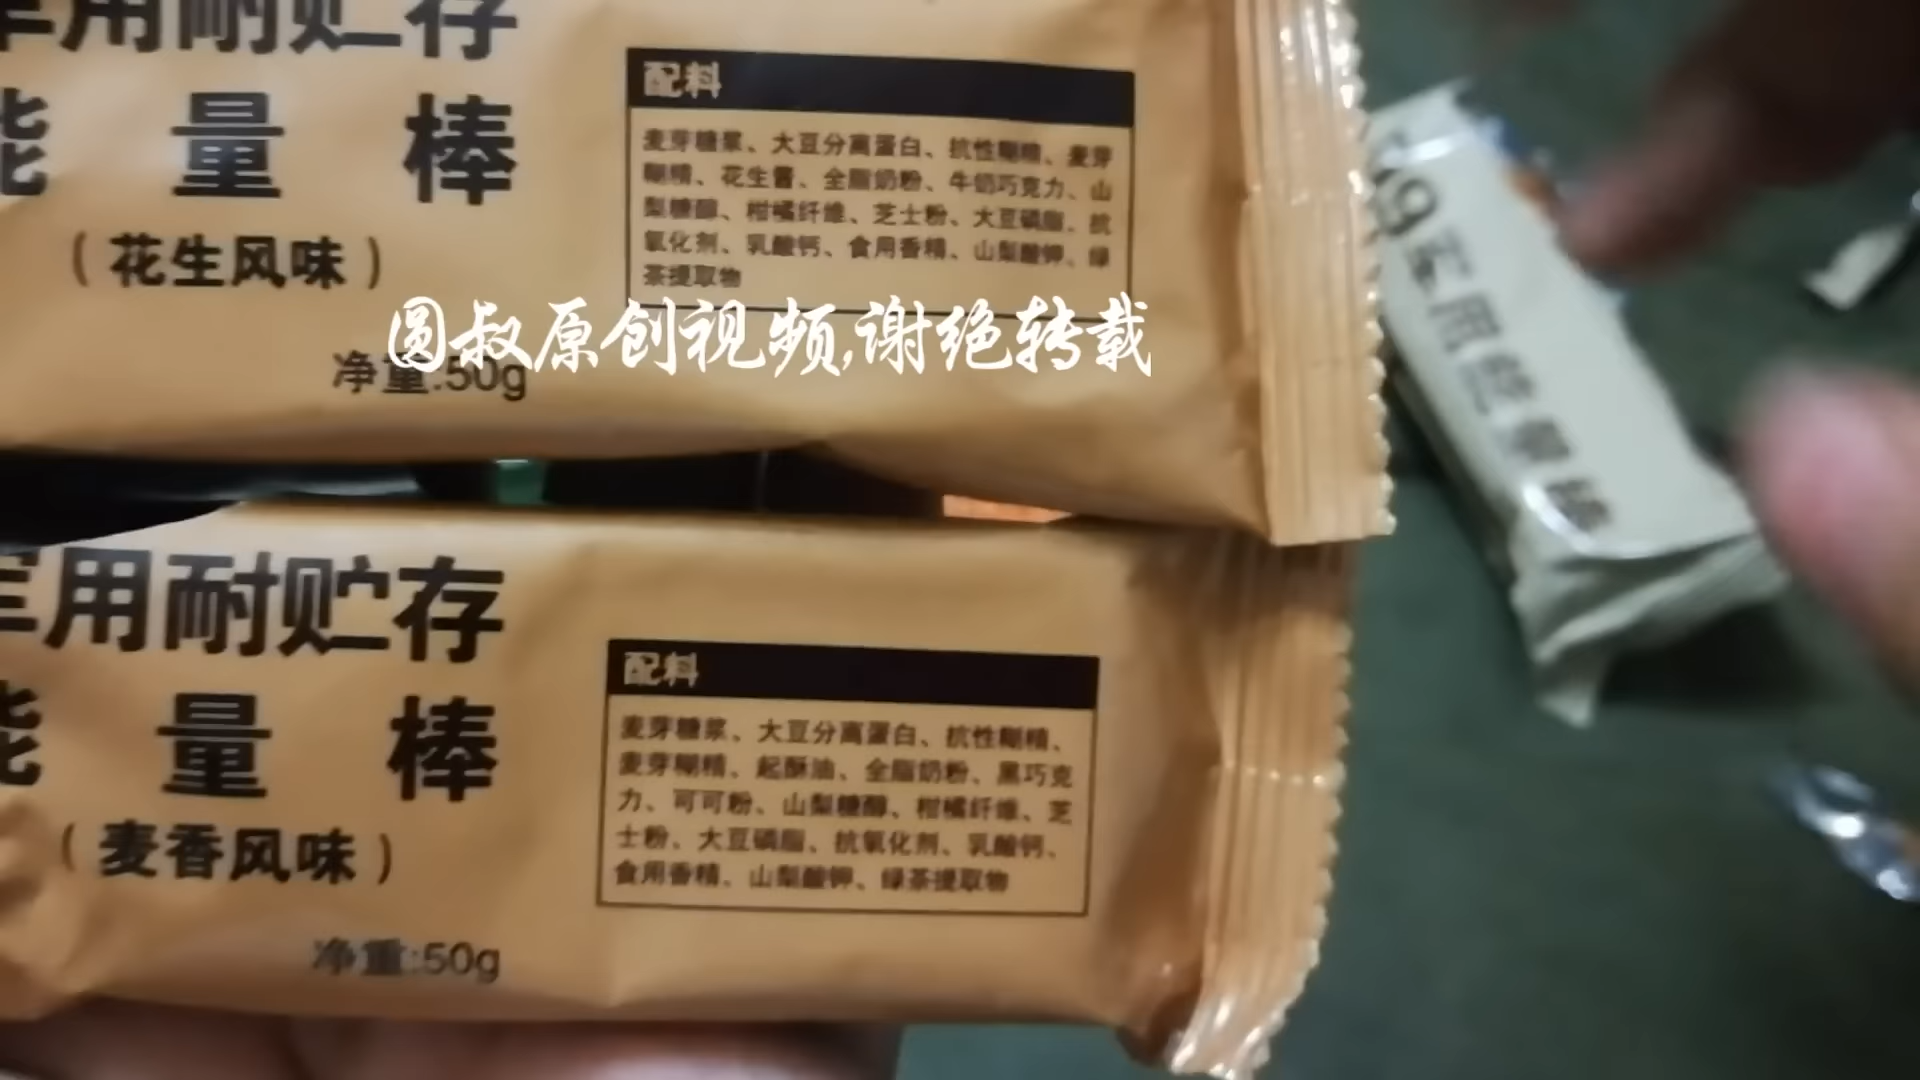 军用耐贮存
能量棒
(花生风味)
净重:50g
配料
麦芽糖浆、大豆分离蛋白、抗性糊精、麦芽
糊精、花生酱、全脂奶粉、牛奶巧克力、山
梨糖醇、柑橘纤维、芝士粉、大豆磷脂、抗
氧化剂、乳酸钙、食用香精、山梨酸钾、绿
茶提取物
圆叔原创视频,谢绝转载
军用耐贮存
能量棒
(麦香风味)
净重:50g
配料
麦芽糖浆、大豆分离蛋白、抗性糊精、
麦芽糊精、起酥油、全脂奶粉、黑巧克
力、可可粉、山梨糖醇、柑橘纤维、芝
士粉、大豆磷脂、抗氧化剂、乳酸钙、
食用香精、山梨酸钾、绿茶提取物